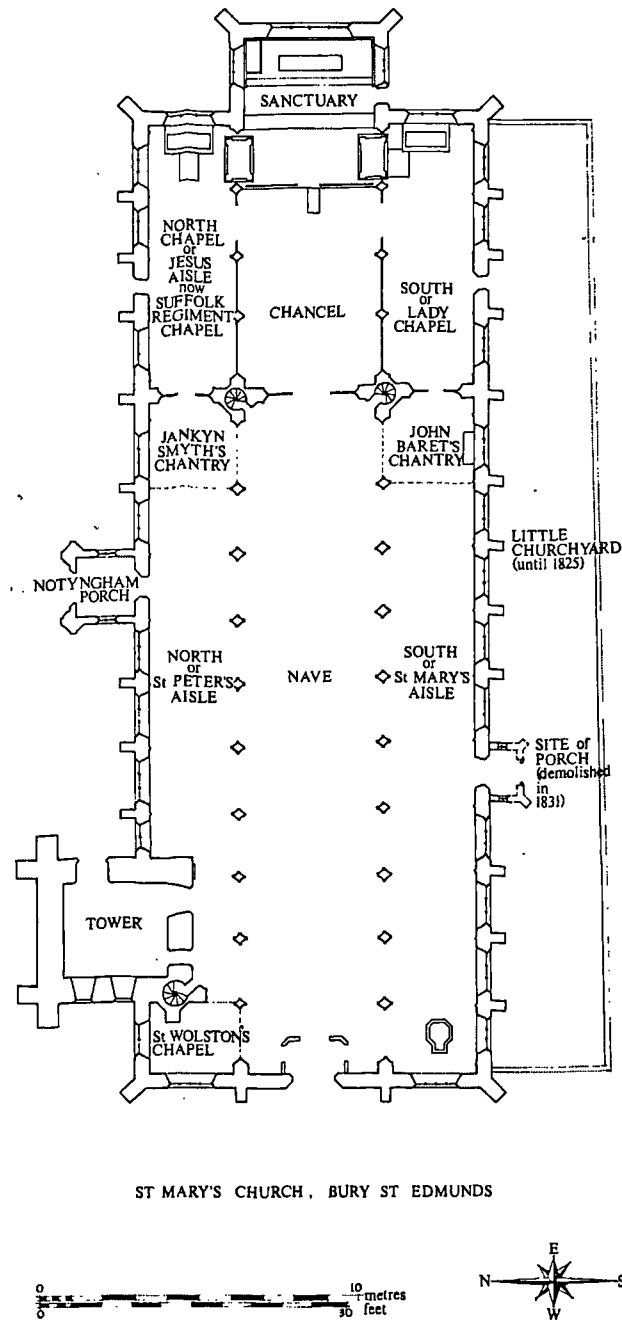 SANCTUARY
NORTH
CHAPEL
or
JESUS
AISLE
now
SUFFOLK
REGIMENT
CHAPEL
CHANCEL
SOUTH
or
LADY
CHAPEL
JANKYN
SMYTH'S
CHANTRY
JOHN
BARET'S
CHANTRY
LITTLE
CHURCHYARD
(until 1825)
NOTYNGHAM
PORCH
NORTH
or
St PETER'S
AISLE
NAVE
SOUTH
or
St MARY'S
AISLE
SITE of
PORCH
(demolished
in
1831)
TOWER
St WOLSTON'S
CHAPEL
ST MARY'S CHURCH, BURY ST EDMUNDS
0 10
metres
feet
0 30
E
N S
W